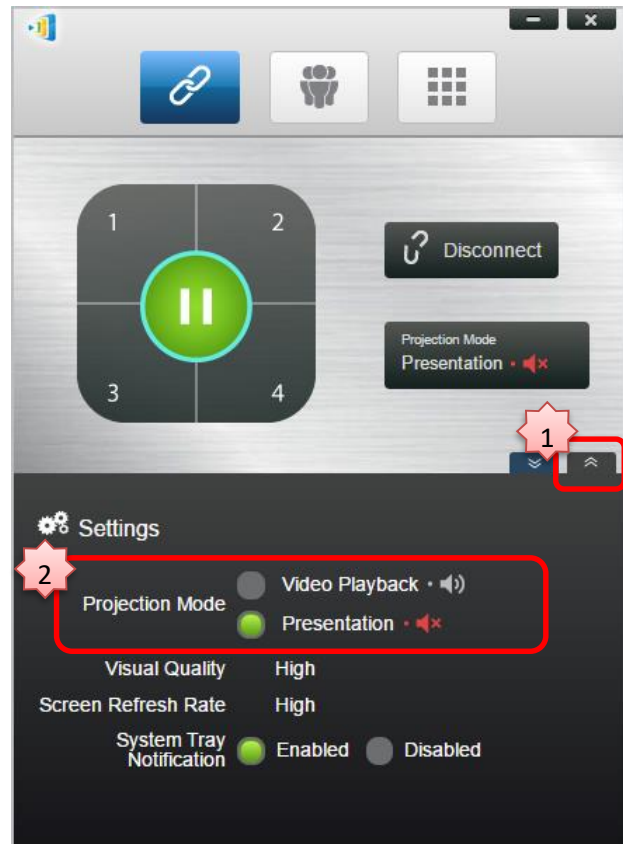 1 2
Disconnect
3 4
Projection Mode
Presentation
1
Settings
2
Projection Mode
Video Playback
Presentation
Visual Quality High
Screen Refresh Rate High
System Tray
Notification
Enabled Disabled